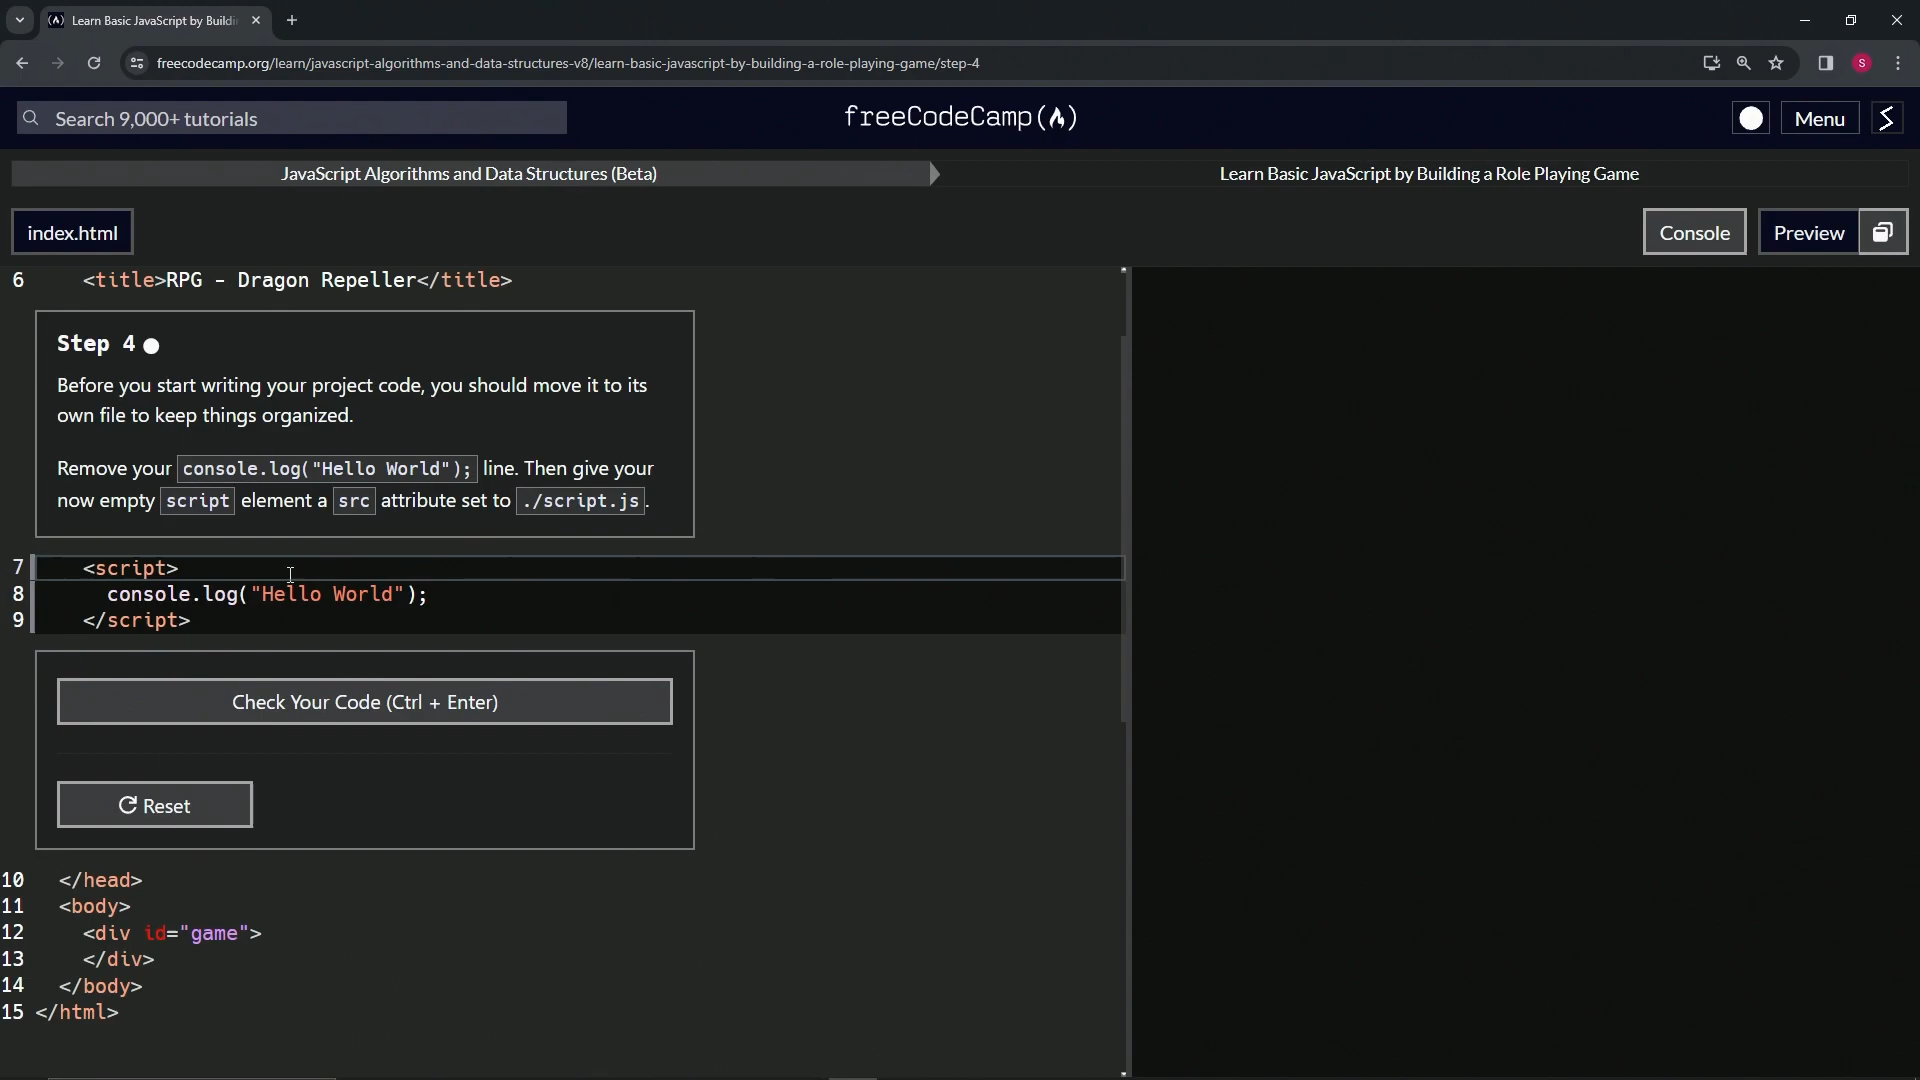 Learn Basic JavaScript by Buildi
freecodecamp.org/learn/javascript-algorithms-and-data-structures-v8/learn-basic-javascript-by-building-a-role-playing-game/step-4
S
Search 9,000+ tutorials
freeCodeCamp
Menu
JavaScript Algorithms and Data Structures (Beta)
Learn Basic JavaScript by Building a Role Playing Game
index.html
Console
Preview
6 <title>RPG - Dragon Repeller</title>
Step 4
Before you start writing your project code, you should move it to its
own file to keep things organized.
Remove your console.log("Hello World"); line. Then give your
now empty script element a src attribute set to ./script.js.
7 <script>
8 console.log("Hello World");
9 </script>
Check Your Code (Ctrl + Enter)
Reset
10 </head>
11 <body>
12 <div id="game">
13 </div>
14 </body>
15 </html>